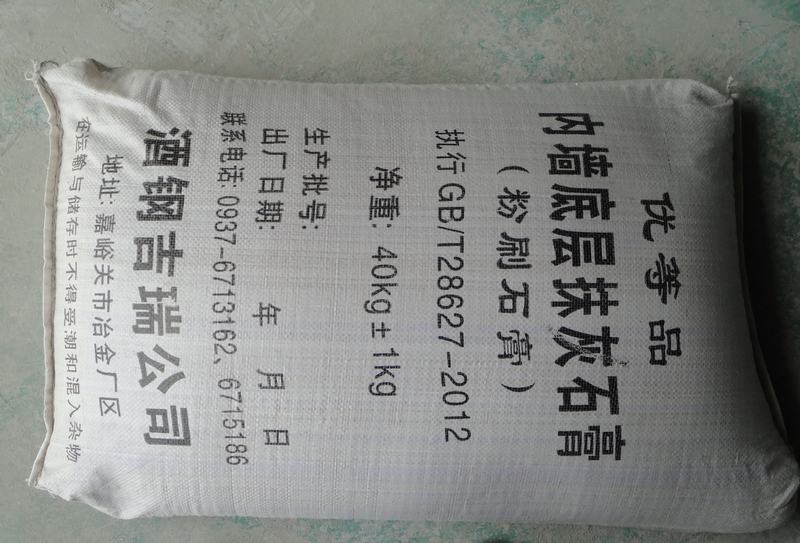 优等品
内墙底层抹灰石膏
(粉刷石膏)
执行GB/T28627-2012
净重: 40kg±1kg
生产批号:
出厂日期: 年 月 日
联系电话: 0937-6713162、6715186
酒钢吉瑞公司
地址: 嘉峪关市冶金厂区
在运输与储存时不得受潮和混入杂物